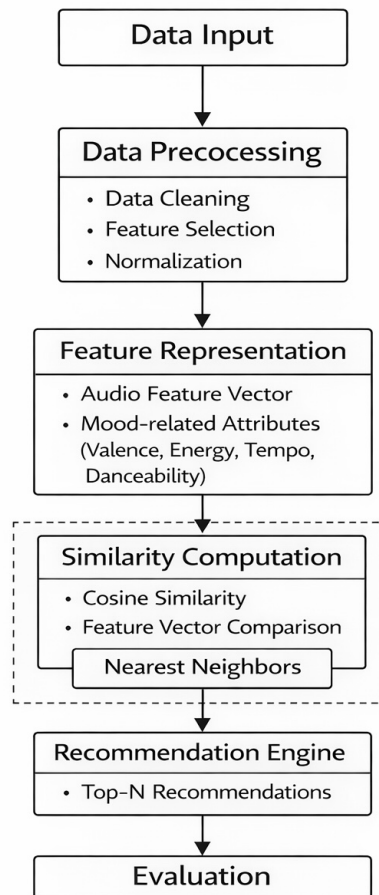 Data Input
Data Precocessing
• Data Cleaning
• Feature Selection
• Normalization
Feature Representation
• Audio Feature Vector
• Mood-related Attributes
(Valence, Energy, Tempo,
Danceability)
Similarity Computation
• Cosine Similarity
• Feature Vector Comparison
Nearest Neighbors
Recommendation Engine
• Top-N Recommendations
Evaluation